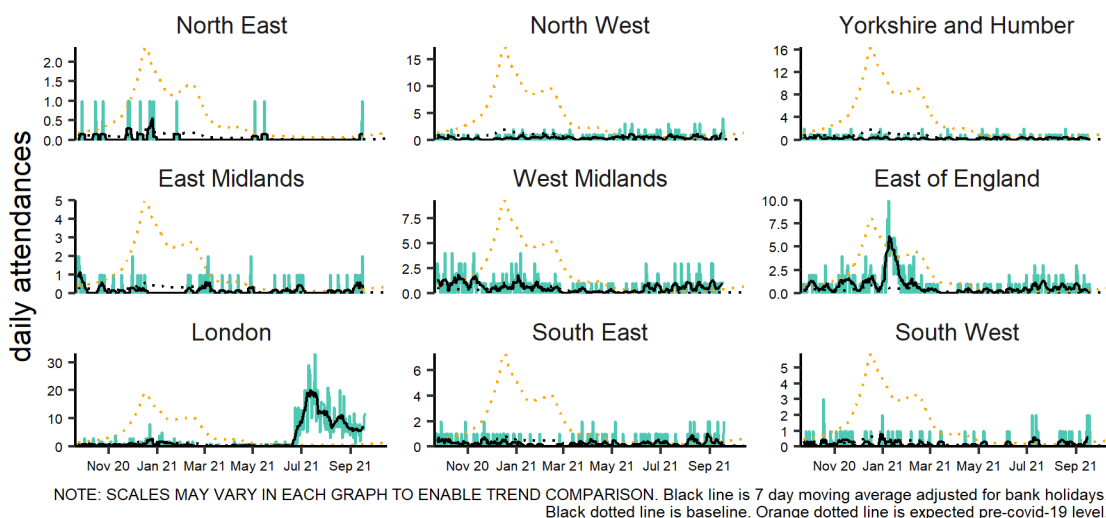 North East
North West
Yorkshire and Humber
2.0
1.5
1.0
0.5
0.0
15
10
5
0
16
12
8
4
0
daily attendances
East Midlands
West Midlands
East of England
5
4
3
2
1
0
7.5
5.0
2.5
0.0
10.0
7.5
5.0
2.5
0.0
London
South East
South West
30
20
10
0
6
4
2
0
5
4
3
2
1
0
Nov 20 Jan 21 Mar 21 May 21 Jul 21 Sep 21
Nov 20 Jan 21 Mar 21 May 21 Jul 21 Sep 21
Nov 20 Jan 21 Mar 21 May 21 Jul 21 Sep 21
NOTE: SCALES MAY VARY IN EACH GRAPH TO ENABLE TREND COMPARISON. Black line is 7 day moving average adjusted for bank holidays.
Black dotted line is baseline. Orange dotted line is expected pre-covid-19 level.